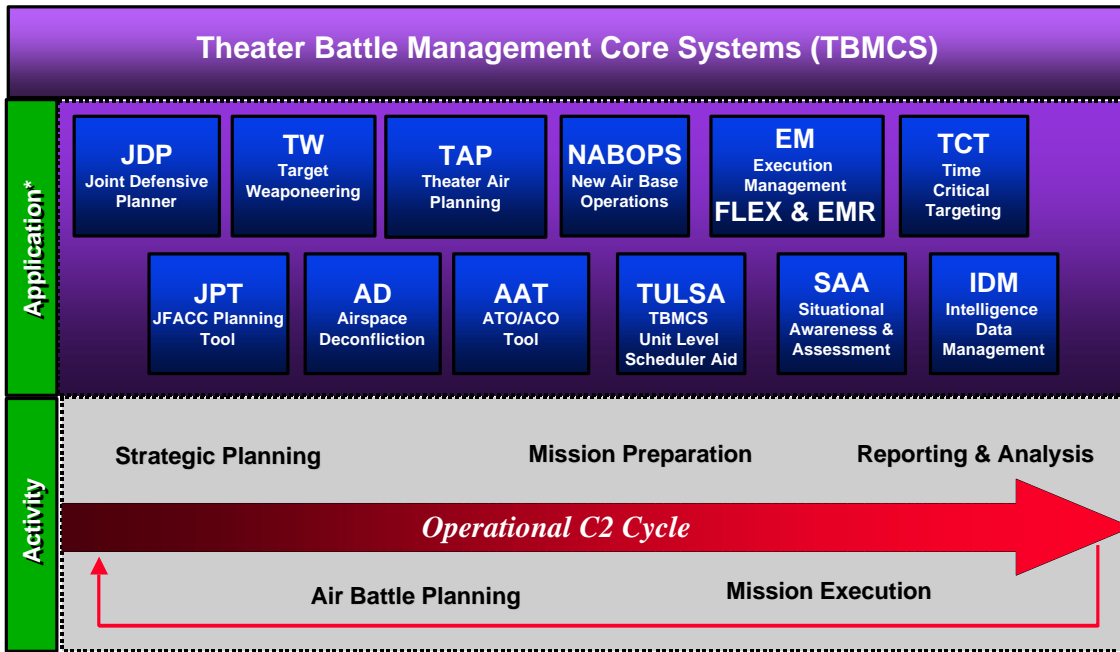 Theater Battle Management Core Systems (TBMCS)
Application*
JDP
Joint Defensive
Planner
TW
Target
Weaponeering
TAP
Theater Air
Planning
NABOPS
New Air Base
Operations
EM
Execution
Management
FLEX & EMR
TCT
Time
Critical
Targeting
JPT
JFACC Planning
Tool
AD
Airspace
Deconfliction
AAT
ATO/ACO
Tool
TULSA
TBMCS
Unit Level
Scheduler Aid
SAA
Situational
Awareness &
Assessment
IDM
Intelligence
Data
Management
Activity
Strategic Planning
Mission Preparation
Reporting & Analysis
Operational C2 Cycle
Air Battle Planning
Mission Execution